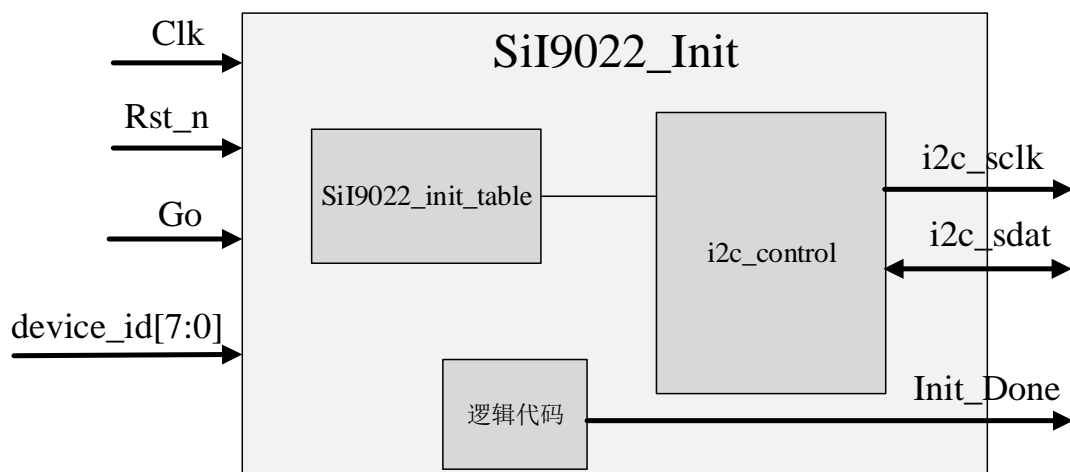 SiI9022_Init
Clk
Rst_n
Go
device_id[7:0]
SiI9022_init_table
i2c_control
逻辑代码
i2c_sclk
i2c_sdat
Init_Done